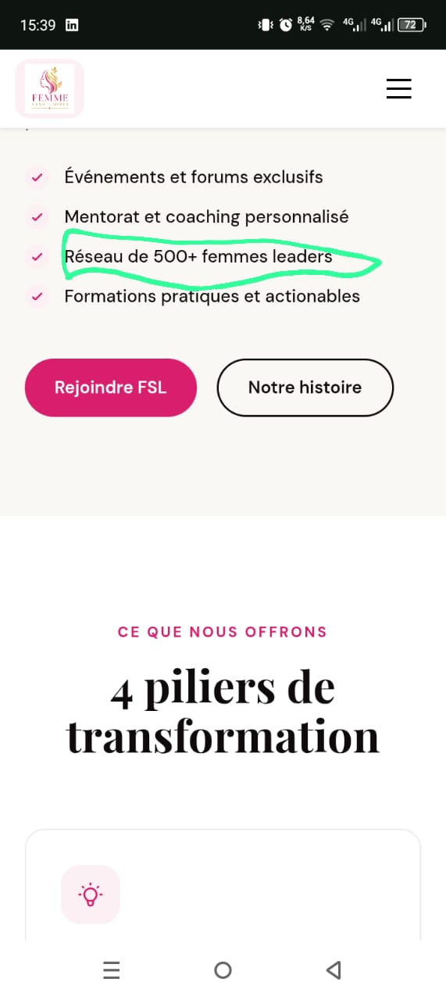 15:39
8,64
K/S
4G
4G
72
FEMME
Événements et forums exclusifs
Mentorat et coaching personnalisé
Réseau de 500+ femmes leaders
Formations pratiques et actionables
Rejoindre FSL
Notre histoire
CE QUE NOUS OFFRONS
4 piliers de
transformation